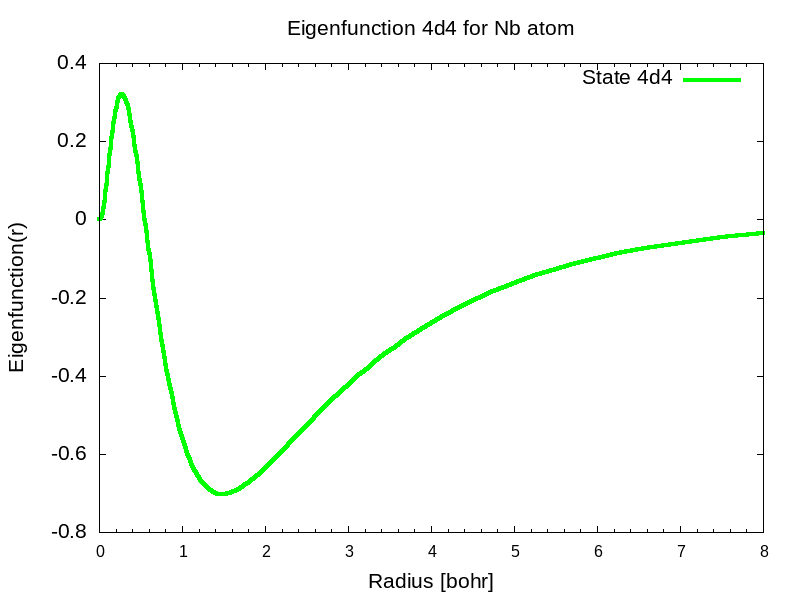 Eigenfunction 4d4 for Nb atom
State 4d4
0.4
0.2
0
-0.2
-0.4
-0.6
-0.8
Eigenfunction(r)
0 1 2 3 4 5 6 7 8
Radius [bohr]